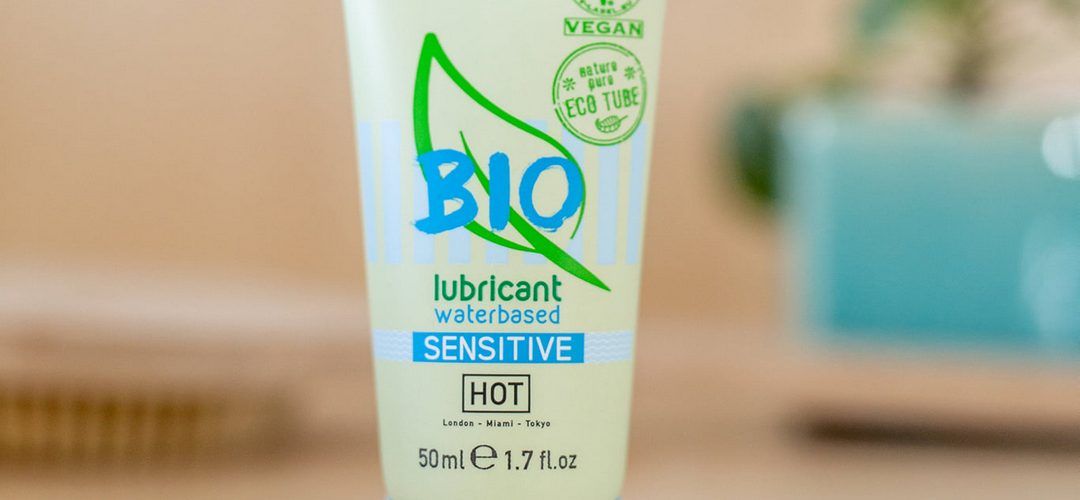 VEGAN
nature
pure
ECO TUBE
BIO
lubricant
waterbased
SENSITIVE
HOT
London - Miami - Tokyo
50ml e 1.7 fl.oz